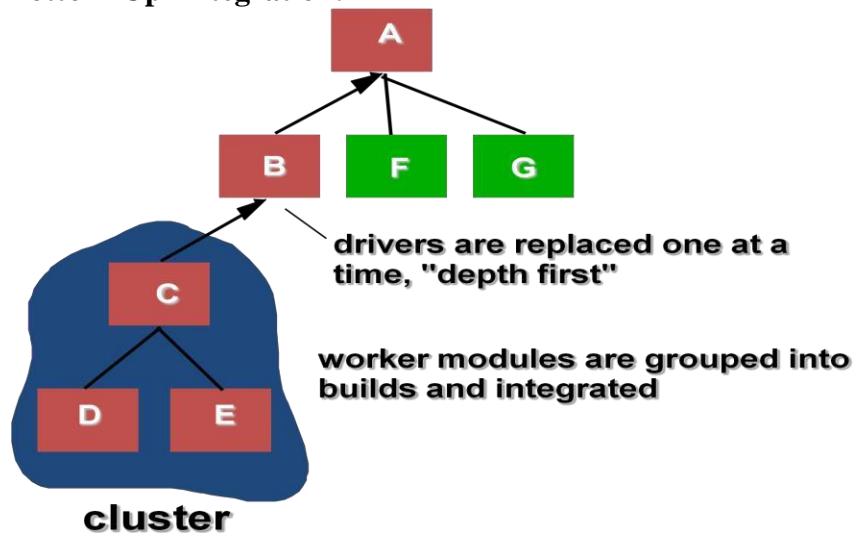 A
B
F
G
drivers are replaced one at a
time, "depth first"
C
worker modules are grouped into
builds and integrated
D
E
cluster